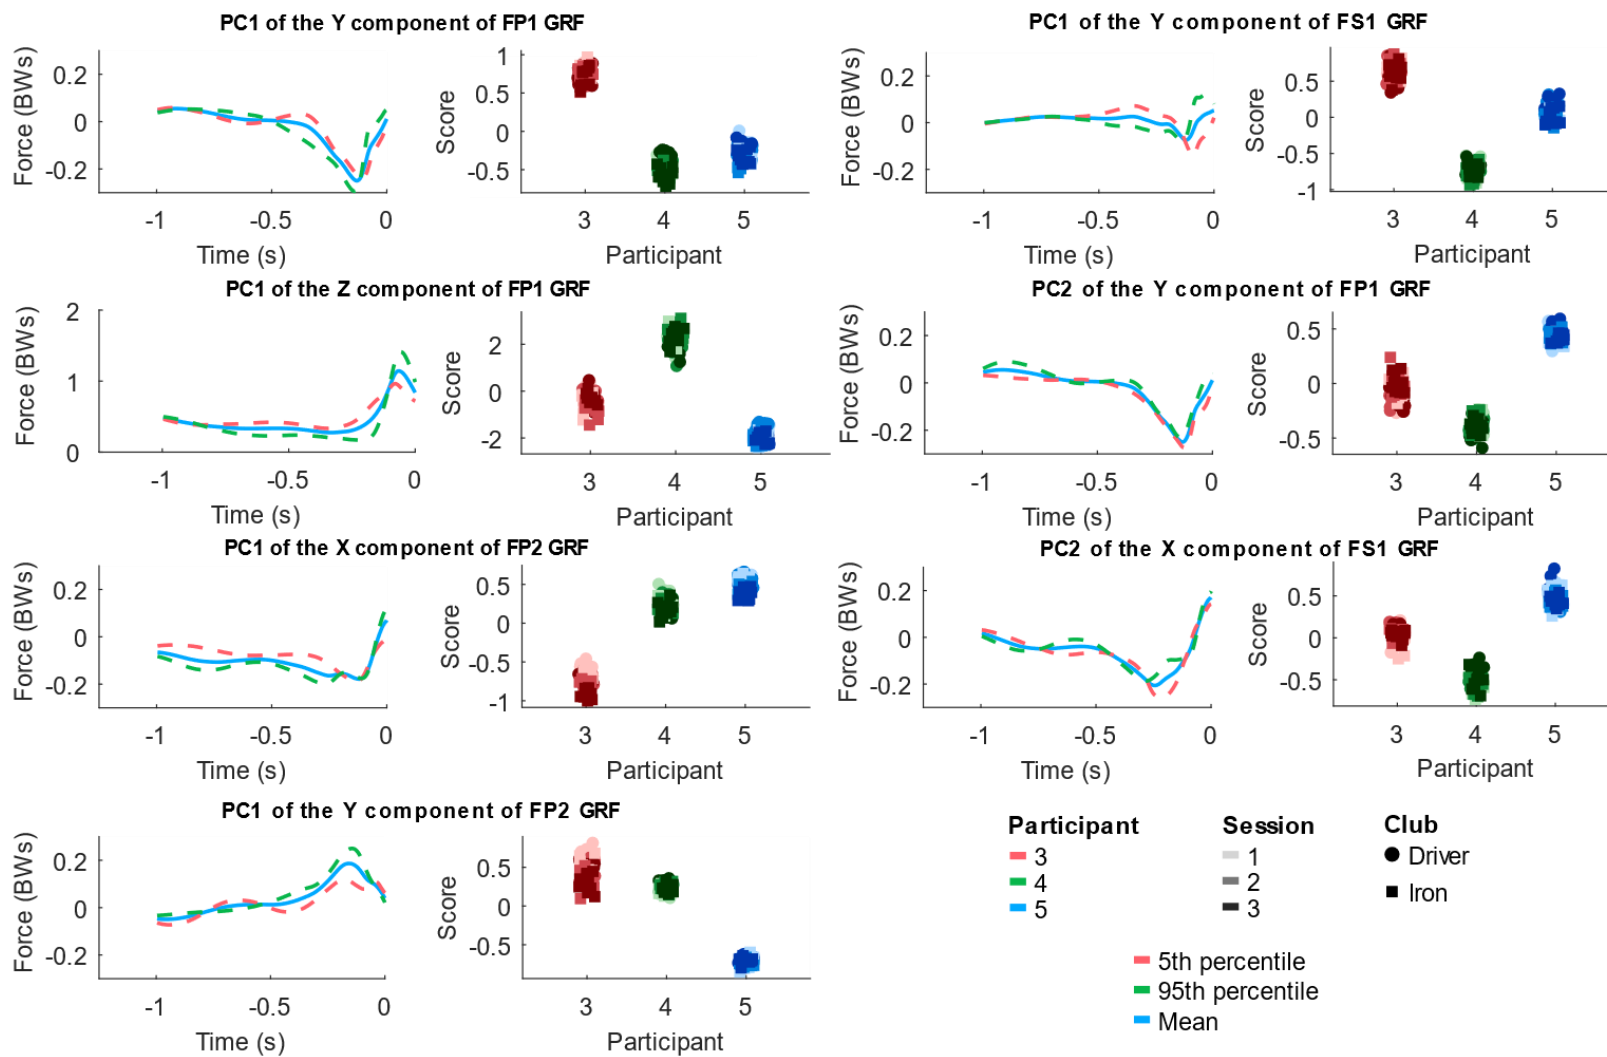 PC1 of the Y component of FP1 GRF
Force (BWs)
0.2
0
-0.2
-1
-0.5
0
Time (s)
Score
1
0.5
0
-0.5
3
4
5
Participant
PC1 of the Y component of FS1 GRF
Force (BWs)
0.2
0
-0.2
-1
-0.5
0
Time (s)
Score
0.5
0
-0.5
-1
3
4
5
Participant
PC1 of the Z component of FP1 GRF
Force (BWs)
2
1
0
-1
-0.5
0
Time (s)
Score
2
0
-2
3
4
5
Participant
PC2 of the Y component of FP1 GRF
Force (BWs)
0.2
0
-0.2
-1
-0.5
0
Time (s)
Score
0.5
0
-0.5
3
4
5
Participant
PC1 of the X component of FP2 GRF
Force (BWs)
0.2
0
-0.2
-1
-0.5
0
Time (s)
Score
0.5
0
-0.5
-1
3
4
5
Participant
PC2 of the X component of FS1 GRF
Force (BWs)
0.2
0
-0.2
-1
-0.5
0
Time (s)
Score
0.5
0
-0.5
3
4
5
Participant
PC1 of the Y component of FP2 GRF
Force (BWs)
0.2
0
-0.2
-1
-0.5
0
Time (s)
Score
0.5
0
-0.5
3
4
5
Participant
Participant
3
4
5
Session
1
2
3
Club
Driver
Iron
5th percentile
95th percentile
Mean